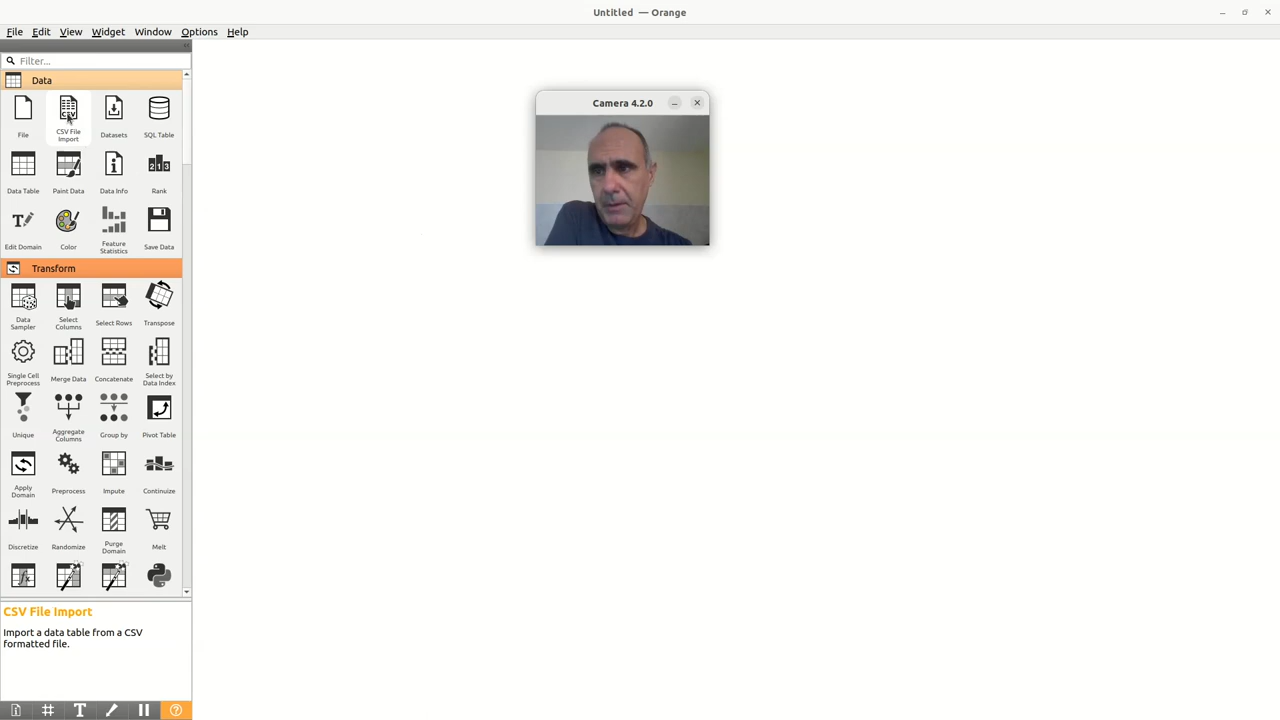 Untitled — Orange
File Edit View Widget Window Options Help
Filter...
Data
File
CSV File Import
Datasets
SQL Table
Data Table
Paint Data
Data Info
Rank
Edit Domain
Color
Feature Statistics
Save Data
Transform
Data Sampler
Select Columns
Select Rows
Transpose
Single Cell Preprocess
Merge Data
Concatenate
Select by Data Index
Unique
Aggregate Columns
Group by
Pivot Table
Apply Domain
Preprocess
Impute
Continuize
Discretize
Randomize
Purge Domain
Melt
CSV File Import
Import a data table from a CSV
formatted file.
Camera 4.2.0